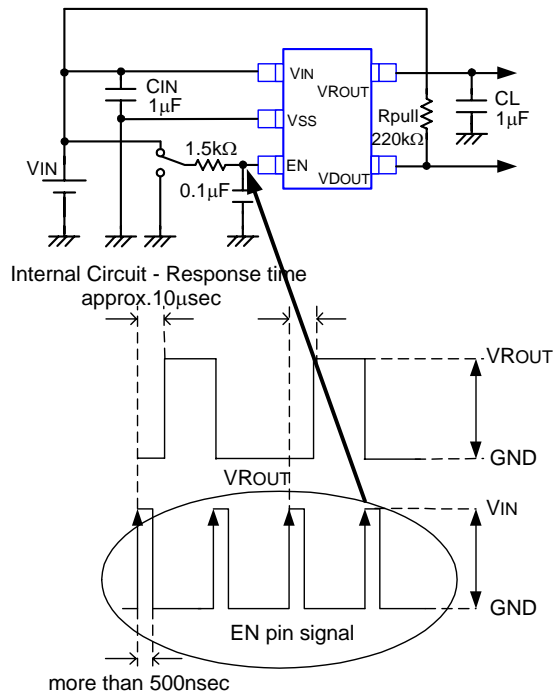 VIN
CIN
1μF
VIN
VSS
EN
VROUT
VDOUT
Rpull
220kΩ
CL
1μF
1.5kΩ
0.1μF
Internal Circuit - Response time
approx.10μsec
VROUT
GND
VROUT
VIN
GND
EN pin signal
more than 500nsec